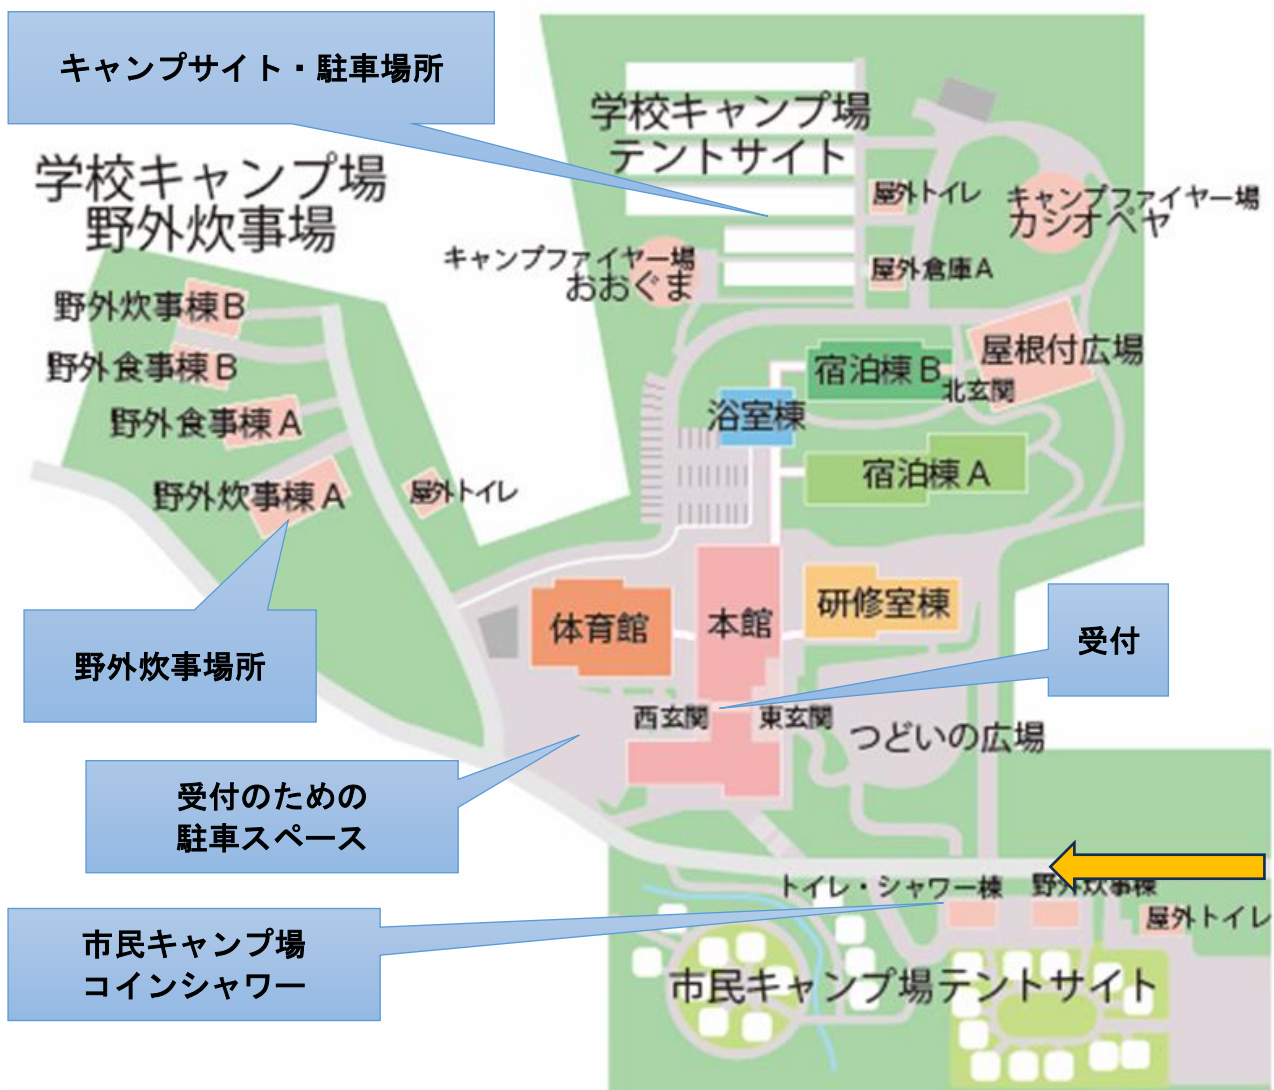 キャンプサイト・駐車場所
学校キャンプ場
テントサイト
学校キャンプ場
野外炊事場
屋外トイレ
キャンプファイヤー場
カシオペヤ
キャンプファイヤー場
おおぐま
屋外倉庫A
野外炊事棟B
野外食事棟B
野外食事棟A
野外炊事棟A
屋外トイレ
宿泊棟B
屋根付広場
北玄関
浴室棟
宿泊棟A
野外炊事場所
体育館
本館
研修室棟
受付
西玄関
東玄関
つどいの広場
受付のための
駐車スペース
トイレ・シャワー棟
野外炊事棟
屋外トイレ
市民キャンプ場
コインシャワー
市民キャンプ場テントサイト